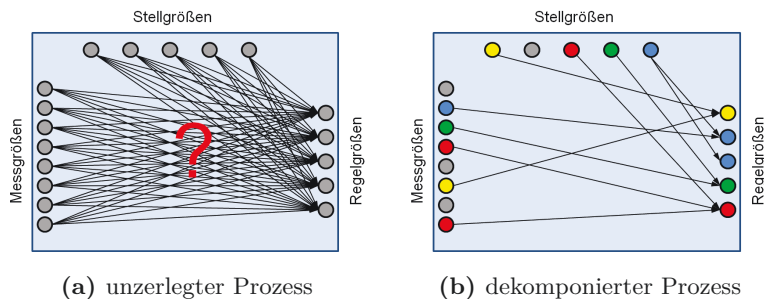 Stellgrößen
Stellgrößen
Messgrößen
?
Regelgrößen
Messgrößen
Regelgrößen
(a) unzerlegter Prozess
(b) dekomponierter Prozess